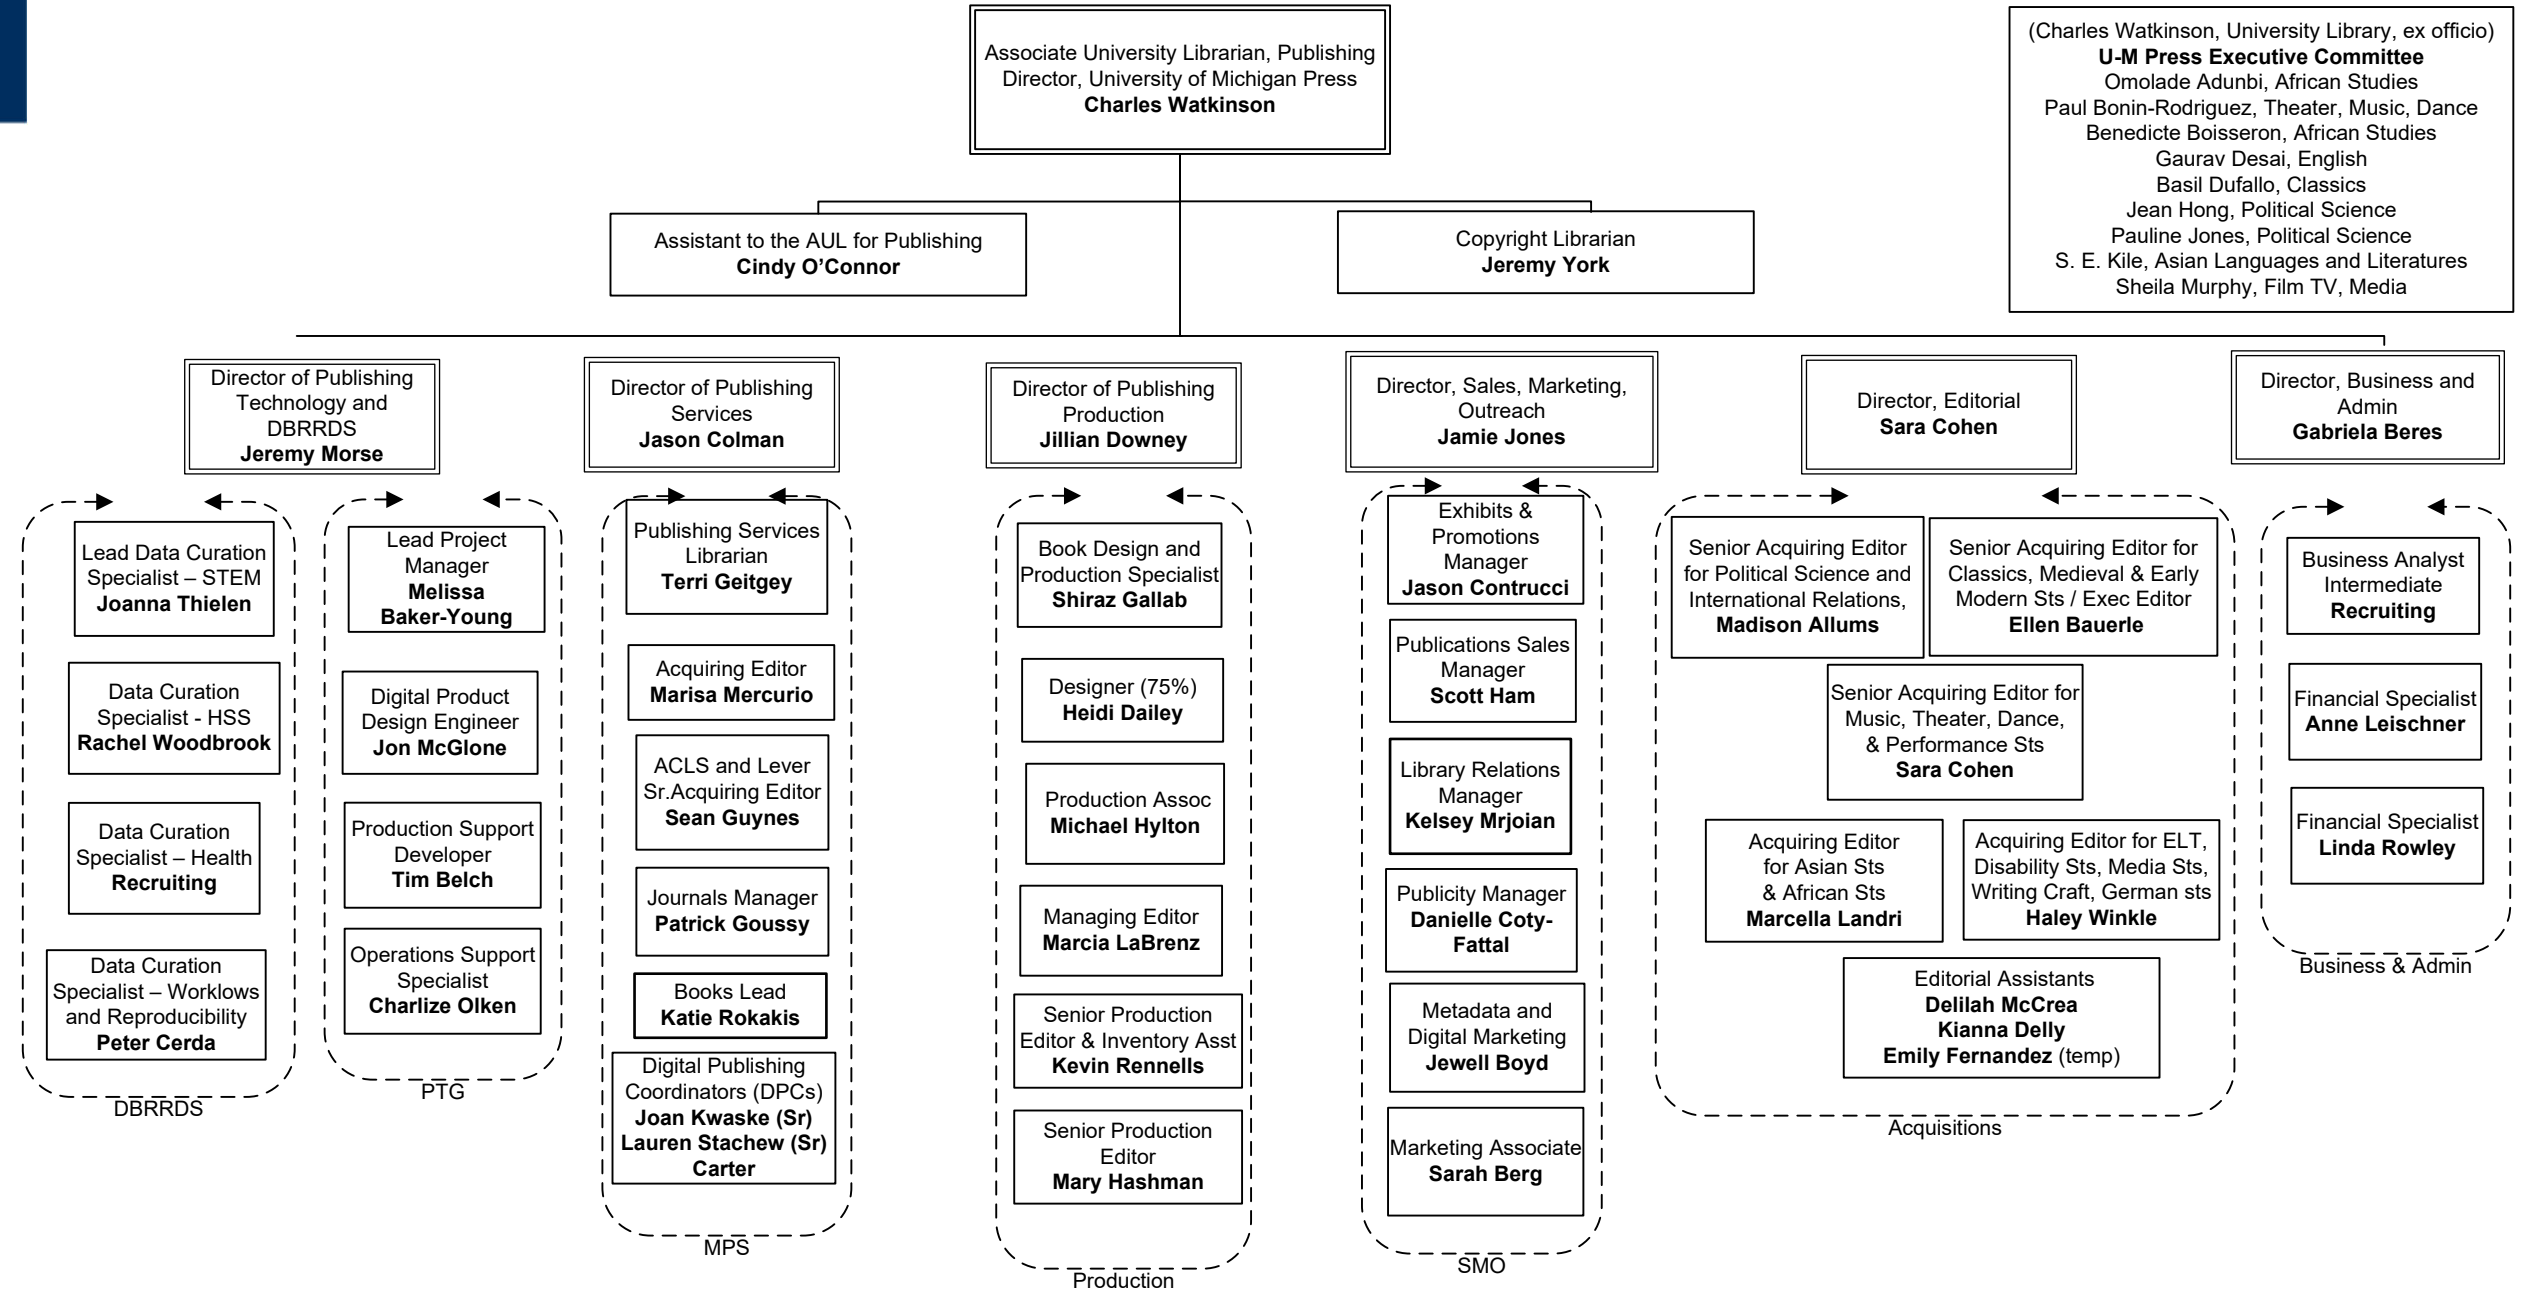 Associate University Librarian, Publishing
Director, University of Michigan Press
Charles Watkinson
(Charles Watkinson, University Library, ex officio)
U-M Press Executive Committee
Omolade Adunbi, African Studies
Paul Bonin-Rodriguez, Theater, Music, Dance
Benedicte Boisseron, African Studies
Gaurav Desai, English
Basil Dufallo, Classics
Jean Hong, Political Science
Pauline Jones, Political Science
S. E. Kile, Asian Languages and Literatures
Sheila Murphy, Film TV, Media
Assistant to the AUL for Publishing
Cindy O’Connor
Copyright Librarian
Jeremy York
Director of Publishing
Technology and
DBRRDS
Jeremy Morse
Director of Publishing
Services
Jason Colman
Director of Publishing
Production
Jillian Downey
Director, Sales, Marketing,
Outreach
Jamie Jones
Director, Editorial
Sara Cohen
Director, Business and
Admin
Gabriela Beres
Lead Data Curation
Specialist – STEM
Joanna Thielen
Data Curation
Specialist - HSS
Rachel Woodbrook
Data Curation
Specialist – Health
Recruiting
Data Curation
Specialist – Worklows
and Reproducibility
Peter Cerda
DBRRDS
Lead Project
Manager
Melissa
Baker-Young
Digital Product
Design Engineer
Jon McGlone
Production Support
Developer
Tim Belch
Operations Support
Specialist
Charlize Olken
PTG
Publishing Services
Librarian
Terri Geitgey
Acquiring Editor
Marisa Mercurio
ACLS and Lever
Sr.Acquiring Editor
Sean Guynes
Journals Manager
Patrick Goussy
Books Lead
Katie Rokakis
Digital Publishing
Coordinators (DPCs)
Joan Kwaske (Sr)
Lauren Stachew (Sr)
Carter
MPS
Book Design and
Production Specialist
Shiraz Gallab
Designer (75%)
Heidi Dailey
Production Assoc
Michael Hylton
Managing Editor
Marcia LaBrenz
Senior Production
Editor & Inventory Asst
Kevin Rennells
Senior Production
Editor
Mary Hashman
Production
Exhibits &
Promotions
Manager
Jason Contrucci
Publications Sales
Manager
Scott Ham
Library Relations
Manager
Kelsey Mrjoian
Publicity Manager
Danielle Coty-
Fattal
Metadata and
Digital Marketing
Jewell Boyd
Marketing Associate
Sarah Berg
SMO
Senior Acquiring Editor
for Political Science and
International Relations,
Madison Allums
Senior Acquiring Editor for
Classics, Medieval & Early
Modern Sts / Exec Editor
Ellen Bauerle
Senior Acquiring Editor for
Music, Theater, Dance,
& Performance Sts
Sara Cohen
Acquiring Editor
for Asian Sts
& African Sts
Marcella Landri
Acquiring Editor for ELT,
Disability Sts, Media Sts,
Writing Craft, German sts
Haley Winkle
Editorial Assistants
Delilah McCrea
Kianna Delly
Emily Fernandez (temp)
Acquisitions
Business Analyst
Intermediate
Recruiting
Financial Specialist
Anne Leischner
Financial Specialist
Linda Rowley
Business & Admin